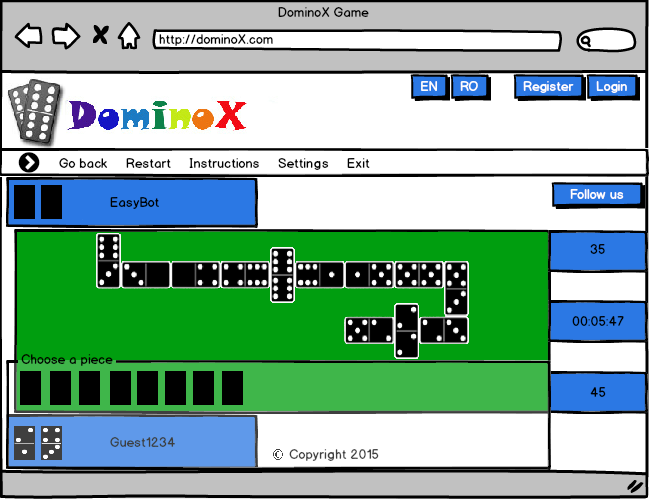 DominoX Game
http://dominoX.com
EN RO Register Login
DominoX
Go back Restart Instructions Settings Exit
EasyBot
Follow us
35
00:05:47
Choose a piece
45
Guest1234
© Copyright 2015